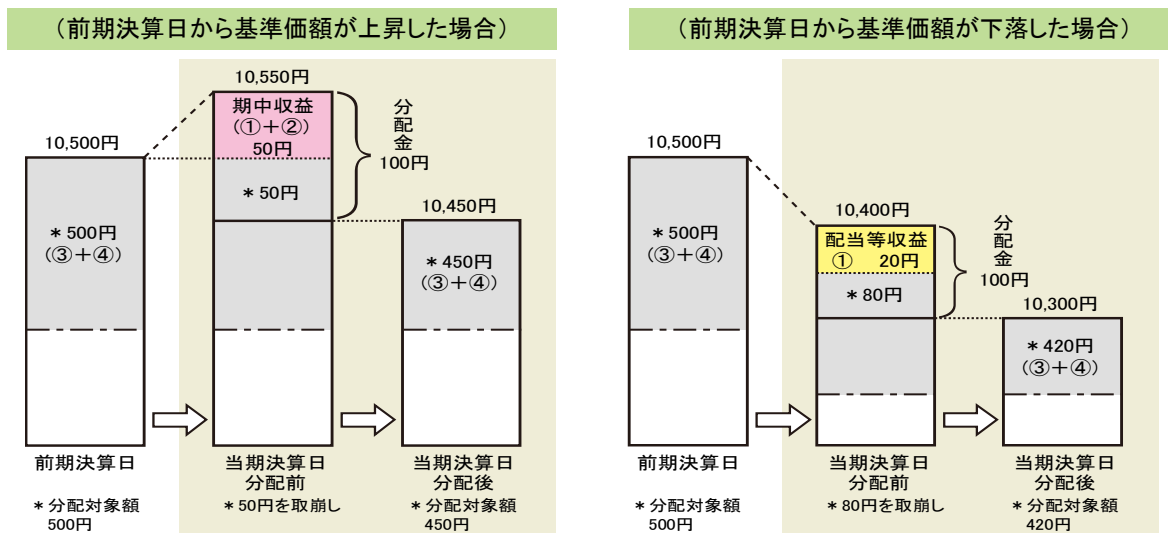 （前期決算日から基準価額が上昇した場合）
10,550円
期中収益
（①＋②）
50円
分配金
100円
10,500円
＊50円
10,450円
＊500円
（③＋④）
＊450円
（③＋④）
前期決算日
当期決算日
分配前
当期決算日
分配後
＊分配対象額
500円
＊50円を取崩し
＊分配対象額
450円
（前期決算日から基準価額が下落した場合）
10,500円
10,400円
配当等収益
① 20円
分配金
100円
＊500円
（③＋④）
＊80円
10,300円
＊420円
（③＋④）
前期決算日
当期決算日
分配前
当期決算日
分配後
＊分配対象額
500円
＊80円を取崩し
＊分配対象額
420円